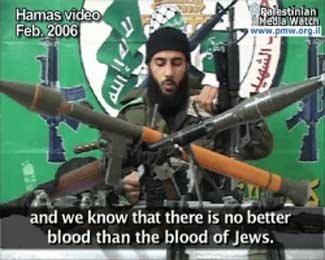 Hamas video
Feb. 2006
Palestinian
Media Watch
www.pmw.org.il
and we know that there is no better
blood than the blood of Jews.